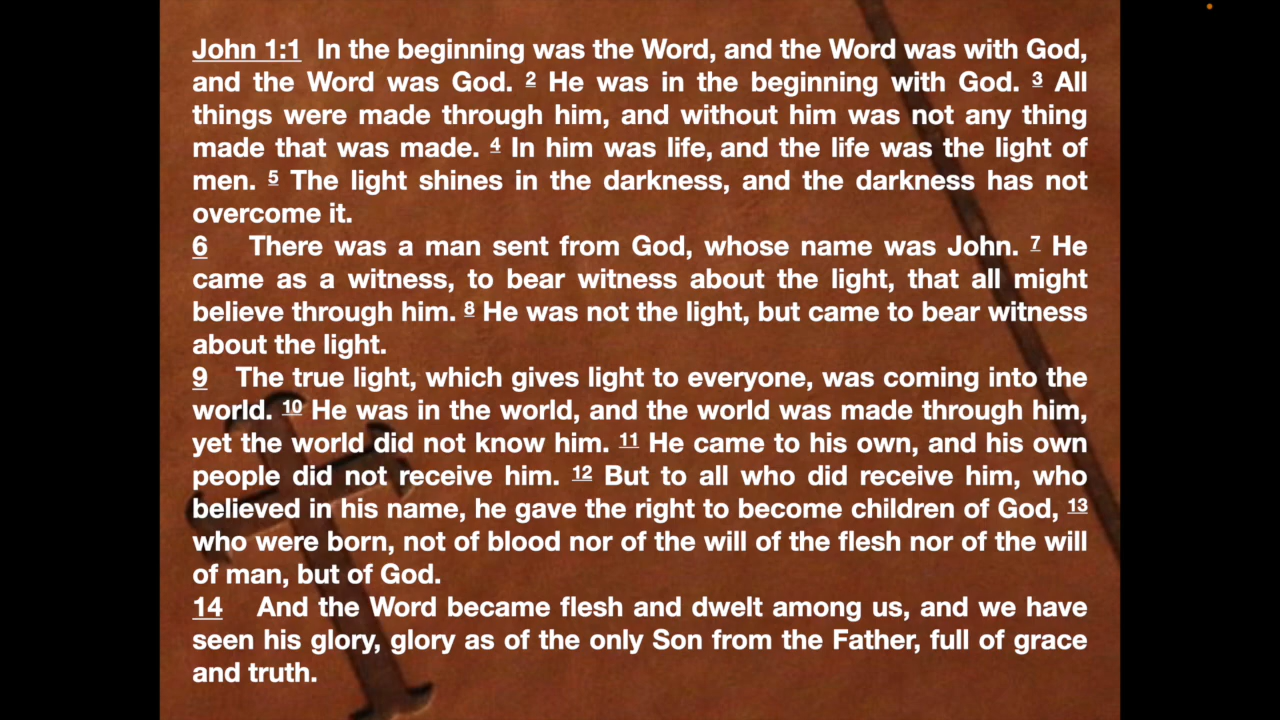 John 1:1 In the beginning was the Word, and the Word was with God,
and the Word was God. 2 He was in the beginning with God. 3 All
things were made through him, and without him was not any thing
made that was made. 4 In him was life, and the life was the light of
men. 5 The light shines in the darkness, and the darkness has not
overcome it.
6 There was a man sent from God, whose name was John. 7 He
came as a witness, to bear witness about the light, that all might
believe through him. 8 He was not the light, but came to bear witness
about the light.
9 The true light, which gives light to everyone, was coming into the
world. 10 He was in the world, and the world was made through him,
yet the world did not know him. 11 He came to his own, and his own
people did not receive him. 12 But to all who did receive him, who
believed in his name, he gave the right to become children of God, 13
who were born, not of blood nor of the will of the flesh nor of the will
of man, but of God.
14 And the Word became flesh and dwelt among us, and we have
seen his glory, glory as of the only Son from the Father, full of grace
and truth.